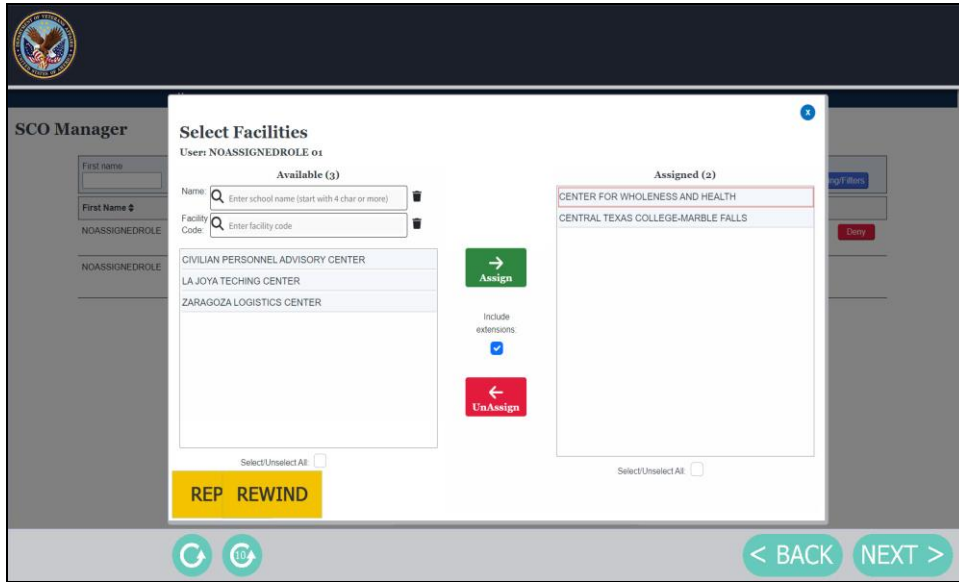 SCO Manager
First name
ng/Filters
First Name
NOASSIGNEDROLE
Deny
NOASSIGNEDROLE
x
Select Facilities
User: NOASSIGNEDROLE 01
Available (3)
Name:
Enter school name (start with 4 char or more)
Facility
Code:
Enter facility code
CIVILIAN PERSONNEL ADVISORY CENTER
LA JOYA TECHING CENTER
ZARAGOZA LOGISTICS CENTER
Select/Unselect All:
Assign
Include
extensions
UnAssign
Assigned (2)
CENTER FOR WHOLENESS AND HEALTH
CENTRAL TEXAS COLLEGE-MARBLE FALLS
Select/Unselect All:
REP REWIND
10
< BACK
NEXT >